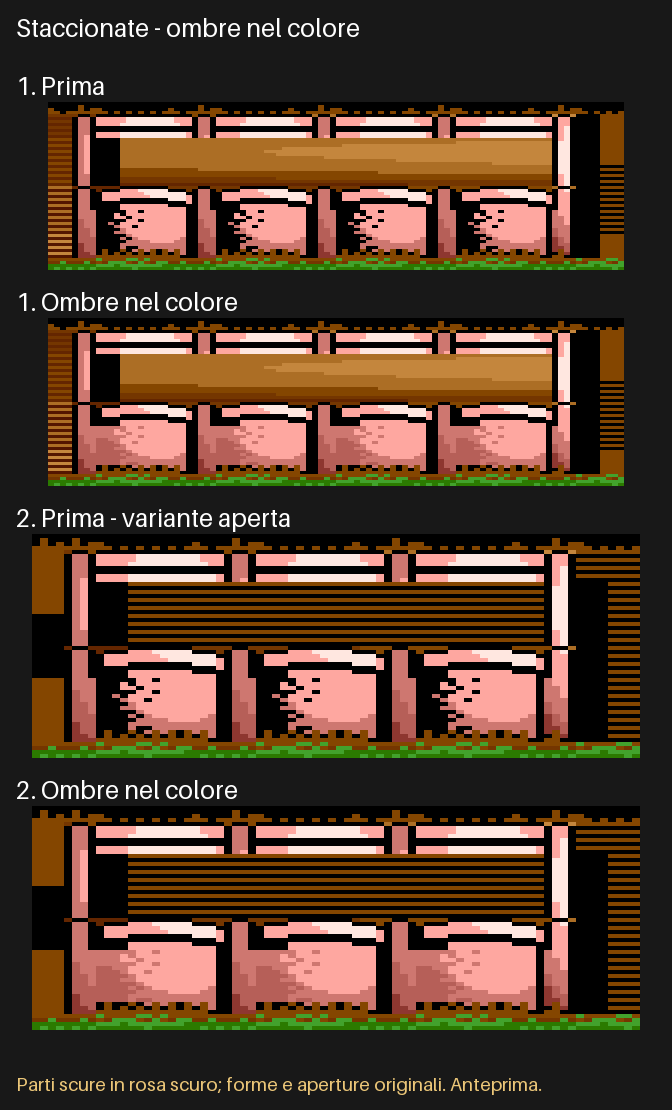 Staccionate - ombre nel colore
1. Prima
1. Ombre nel colore
2. Prima - variante aperta
2. Ombre nel colore
Parti scure in rosa scuro; forme e aperture originali. Anteprima.